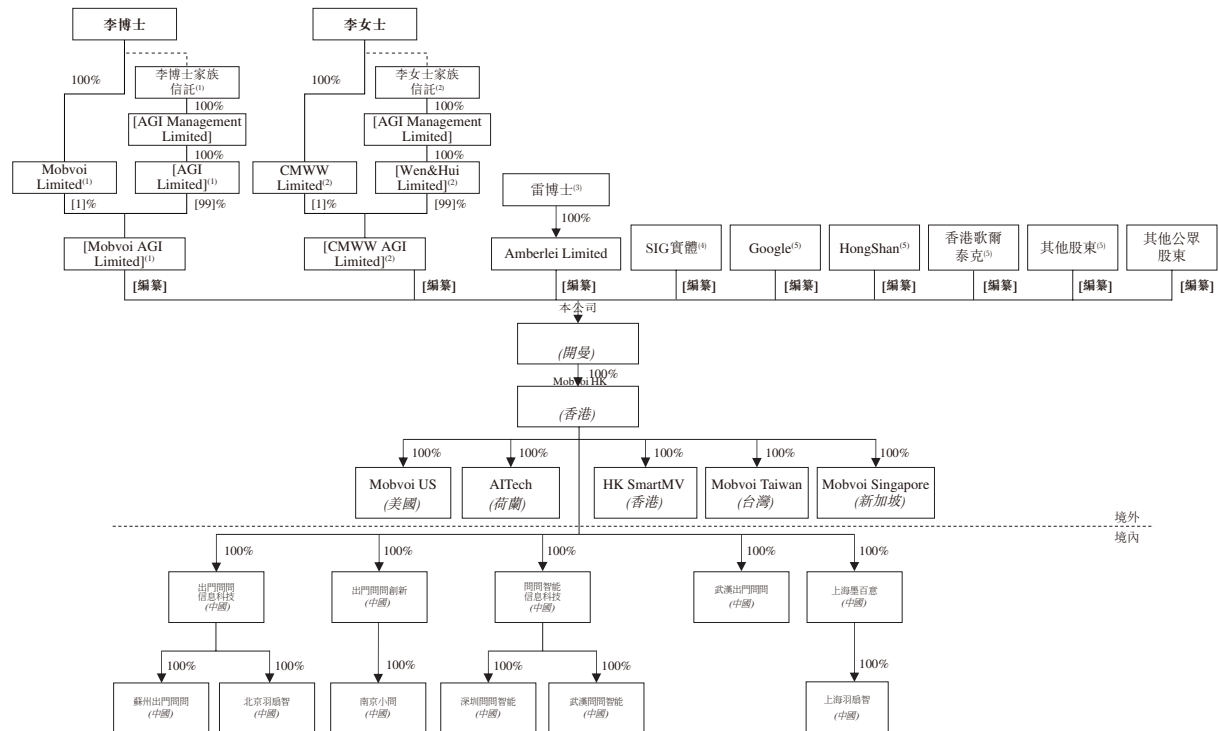 李博士
李女士
100%
李博士家族
信託(1)
100%
李女士家族
信託(2)
100%
100%
[AGI Management
Limited]
[AGI Management
Limited]
100%
100%
Mobvoi
Limited(1)
[AGI
Limited](1)
CMWW
Limited(2)
[Wen&Hui
Limited](2)
雷博士(3)
[1]%
[99]%
[1]%
[99]%
100%
[Mobvoi AGI
Limited](1)
[CMWW AGI
Limited](2)
Amberlei Limited
SIG實體(4)
Google(5)
HongShan(5)
香港歌爾
泰克(5)
其他股東(5)
其他公眾
股東
[編纂]
[編纂]
[編纂]
[編纂]
[編纂]
[編纂]
[編纂]
[編纂]
[編纂]
本公司
(開曼)
100%
Mobvoi HK
(香港)
100%
100%
100%
100%
100%
Mobvoi US
(美國)
AITech
(荷蘭)
HK SmartMV
(香港)
Mobvoi Taiwan
(台灣)
Mobvoi Singapore
(新加坡)
境外
境內
100%
100%
100%
100%
100%
出門問問
信息科技
(中國)
出門問問創新
(中國)
問問智能
信息科技
(中國)
武漢出門問問
(中國)
上海墨百意
(中國)
100%
100%
100%
100%
100%
100%
蘇州出門問問
(中國)
北京羽扇智
(中國)
南京小問
(中國)
深圳問問智能
(中國)
武漢問問智能
(中國)
上海羽扇智
(中國)